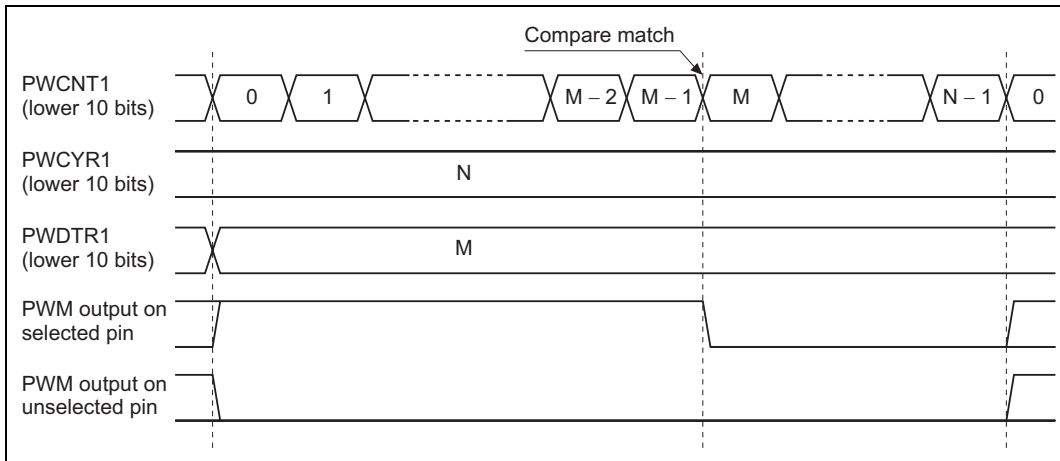 Compare match
PWCNT1
(lower 10 bits)
0 1 M – 2 M – 1 M N – 1 0
PWCYR1
(lower 10 bits)
N
PWDTR1
(lower 10 bits)
M
PWM output on
selected pin
PWM output on
unselected pin